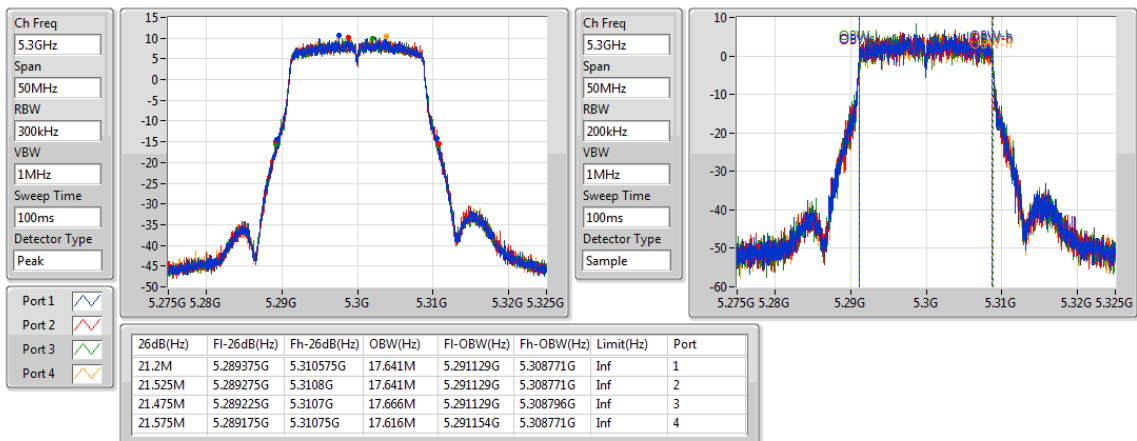 Ch Freq
5.3GHz
Span
50MHz
RBW
300kHz
VBW
1MHz
Sweep Time
100ms
Detector Type
Peak
Port 1
Port 2
Port 3
Port 4
15
10
5
0
-5
-10
-15
-20
-25
-30
-35
-40
-45
-50
5.275G 5.28G 5.29G 5.3G 5.31G 5.32G 5.325G
Ch Freq
5.3GHz
Span
50MHz
RBW
200kHz
VBW
1MHz
Sweep Time
100ms
Detector Type
Sample
10
0
-10
-20
-30
-40
-50
-60
OBW-h
5.275G 5.28G 5.29G 5.3G 5.31G 5.32G 5.325G
26dB(Hz) Fl-26dB(Hz) Fh-26dB(Hz) OBW(Hz) Fl-OBW(Hz) Fh-OBW(Hz) Limit(Hz) Port
21.2M 5.289375G 5.310575G 17.641M 5.291129G 5.308771G Inf 1
21.525M 5.289275G 5.3108G 17.641M 5.291129G 5.308771G Inf 2
21.475M 5.289225G 5.3107G 17.666M 5.291129G 5.308796G Inf 3
21.575M 5.289175G 5.31075G 17.616M 5.291154G 5.308771G Inf 4